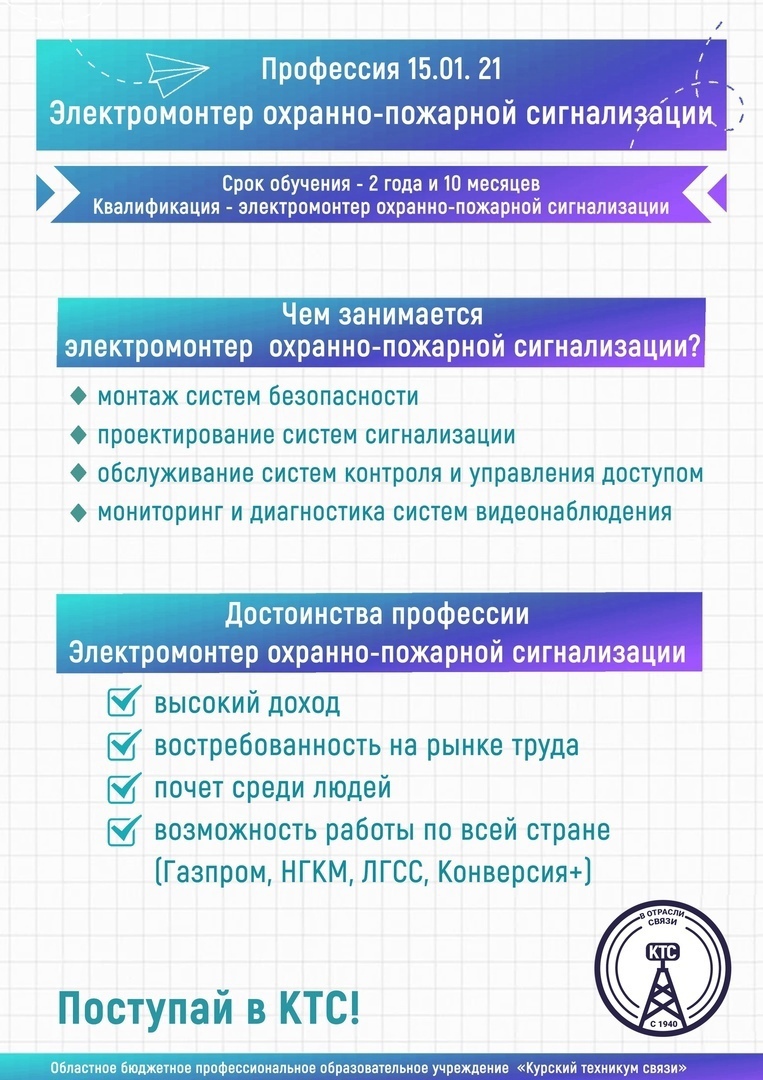 Профессия 15.01. 21
Электромонтер охранно-пожарной сигнализации
Срок обучения - 2 года и 10 месяцев
Квалификация - электромонтер охранно-пожарной сигнализации
Чем занимается
электромонтер охранно-пожарной сигнализации?
монтаж систем безопасности
проектирование систем сигнализации
обслуживание систем контроля и управления доступом
мониторинг и диагностика систем видеонаблюдения
Достоинства профессии
Электромонтер охранно-пожарной сигнализации
высокий доход
востребованность на рынке труда
почет среди людей
возможность работы по всей стране
(Газпром, НГКМ, ЛГСС, Конверсия+)
В ОТРАСЛИ
СВЯЗИ
КТС
С 1940
Поступай в КТС!
Областное бюджетное профессиональное образовательное учреждение «Курский техникум связи»